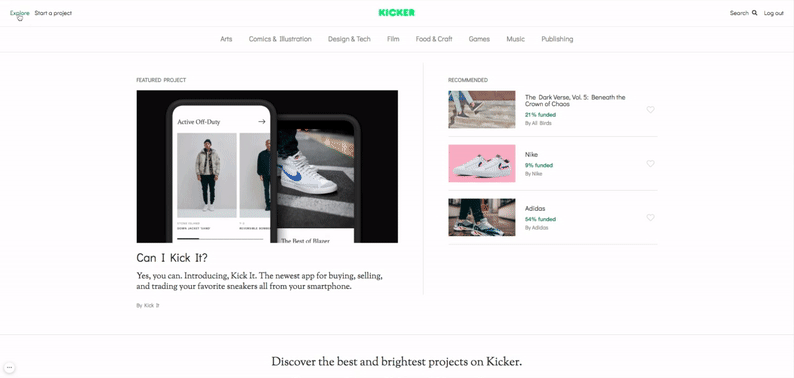 Explore Start a project
KICKER
Search Log out
Arts Comics & Illustration Design & Tech Film Food & Craft Games Music Publishing
FEATURED PROJECT
Active Off-Duty
The Best of Blazer
Can I Kick It?
Yes, you can. Introducing, Kick It. The newest app for buying, selling,
and trading your favorite sneakers all from your smartphone.
By Kick It
RECOMMENDED
The Dark Verse, Vol. 5: Beneath the
Crown of Chaos
21% funded
By All Birds
Nike
9% funded
By Nike
Adidas
54% funded
By Adidas
Discover the best and brightest projects on Kicker.